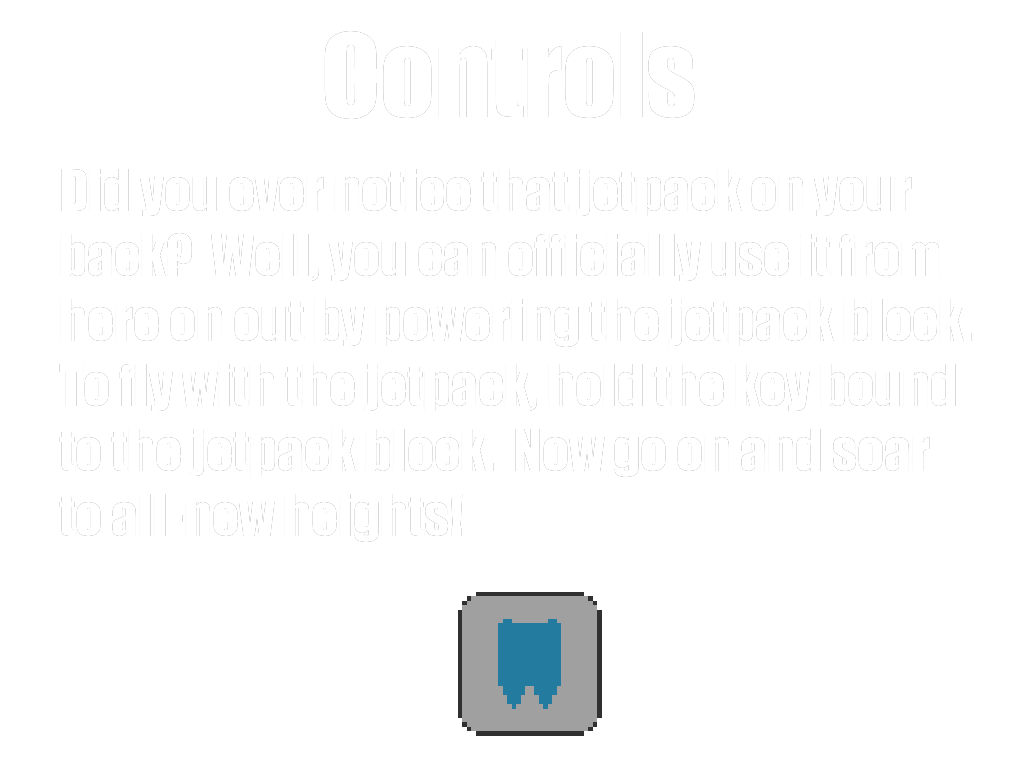 Controls
Did you ever notice that jetpack on your
back? Well, you can officially use it from
here on out by powering the jetpack block.
To fly with the jetpack, hold the key bound
to the jetpack block. Now go on and soar
to all-new heights!